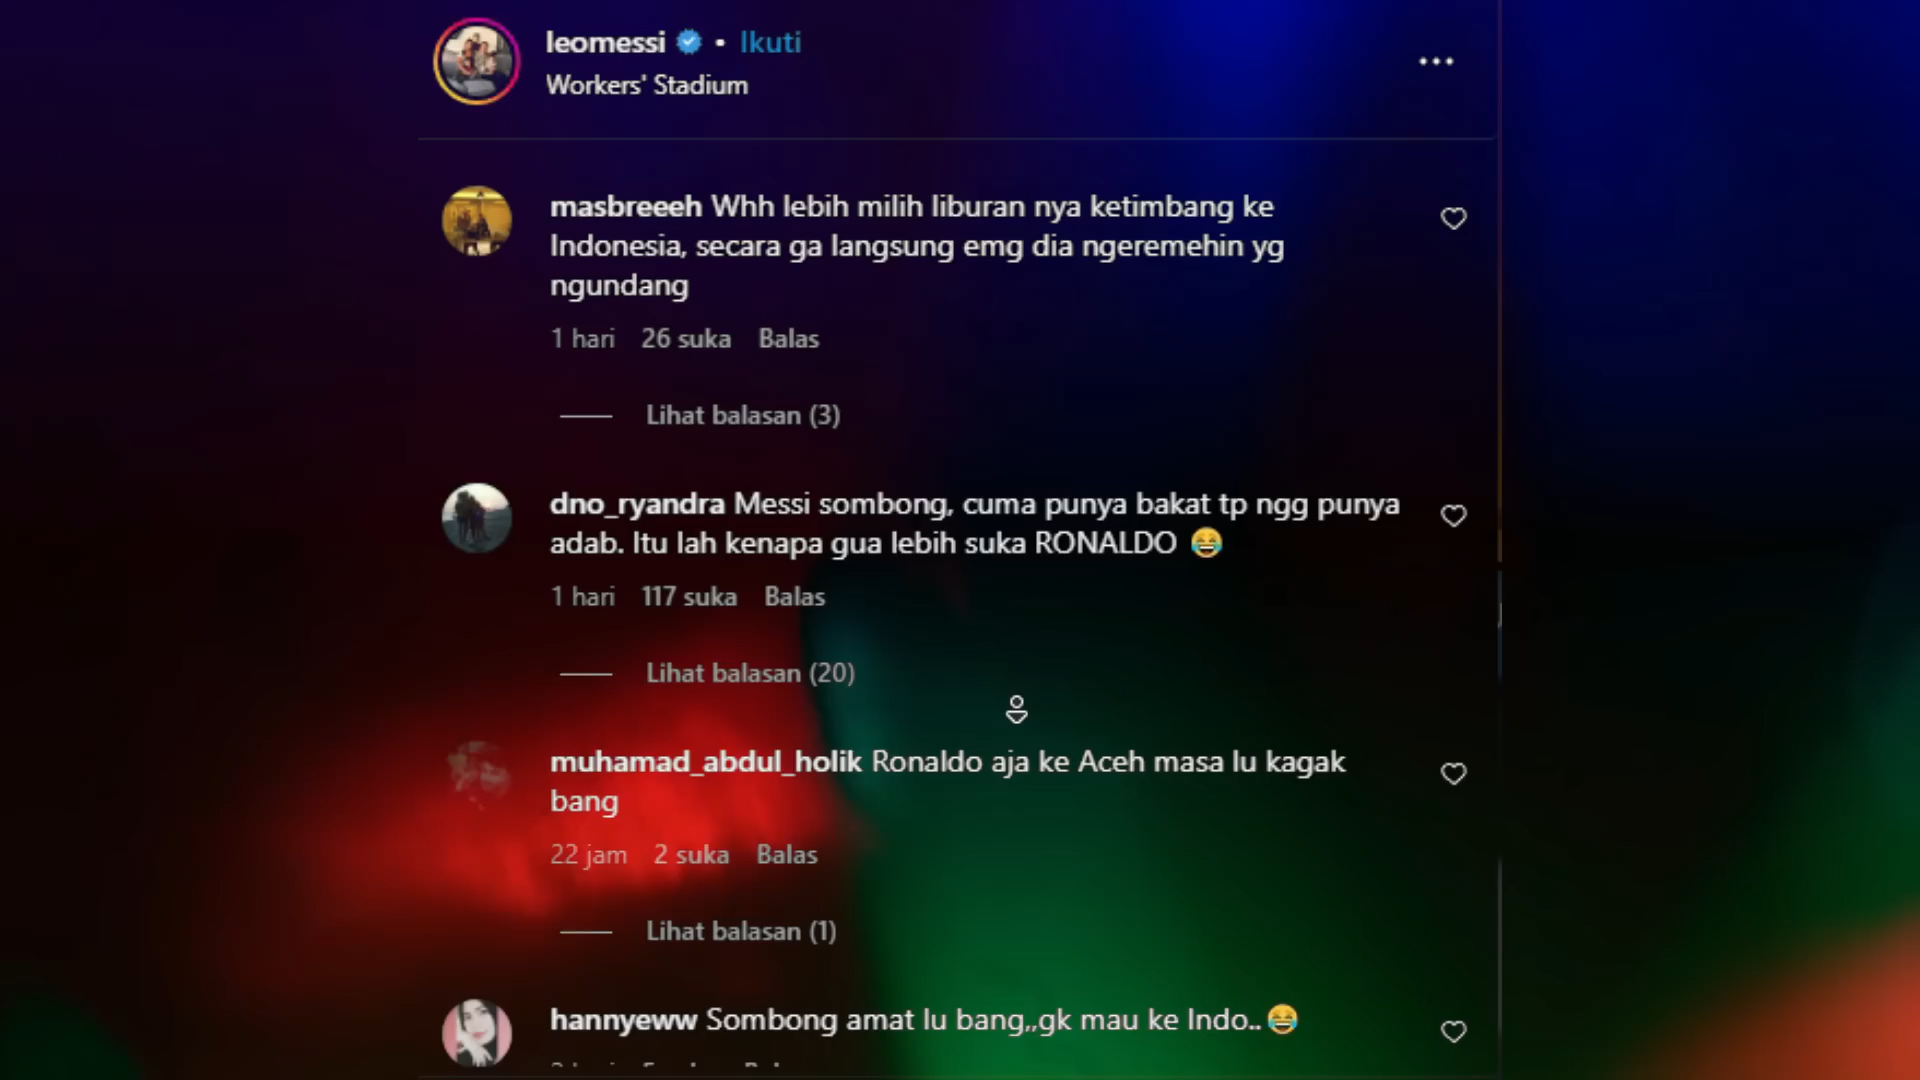 leomessi • Ikuti
Workers' Stadium
masbreeeh Whh lebih milih liburan nya ketimbang ke
Indonesia, secara ga langsung emg dia ngeremehin yg
ngundang
1 hari 26 suka Balas
Lihat balasan (3)
dno_ryandra Messi sombong, cuma punya bakat tp ngg punya
adab. Itu lah kenapa gua lebih suka RONALDO 😂
1 hari 117 suka Balas
Lihat balasan (20)
muhamad_abdul_holik Ronaldo aja ke Aceh masa lu kagak
bang
22 jam 2 suka Balas
Lihat balasan (1)
hannyeww Sombong amat lu bang,,gk mau ke Indo.. 😂